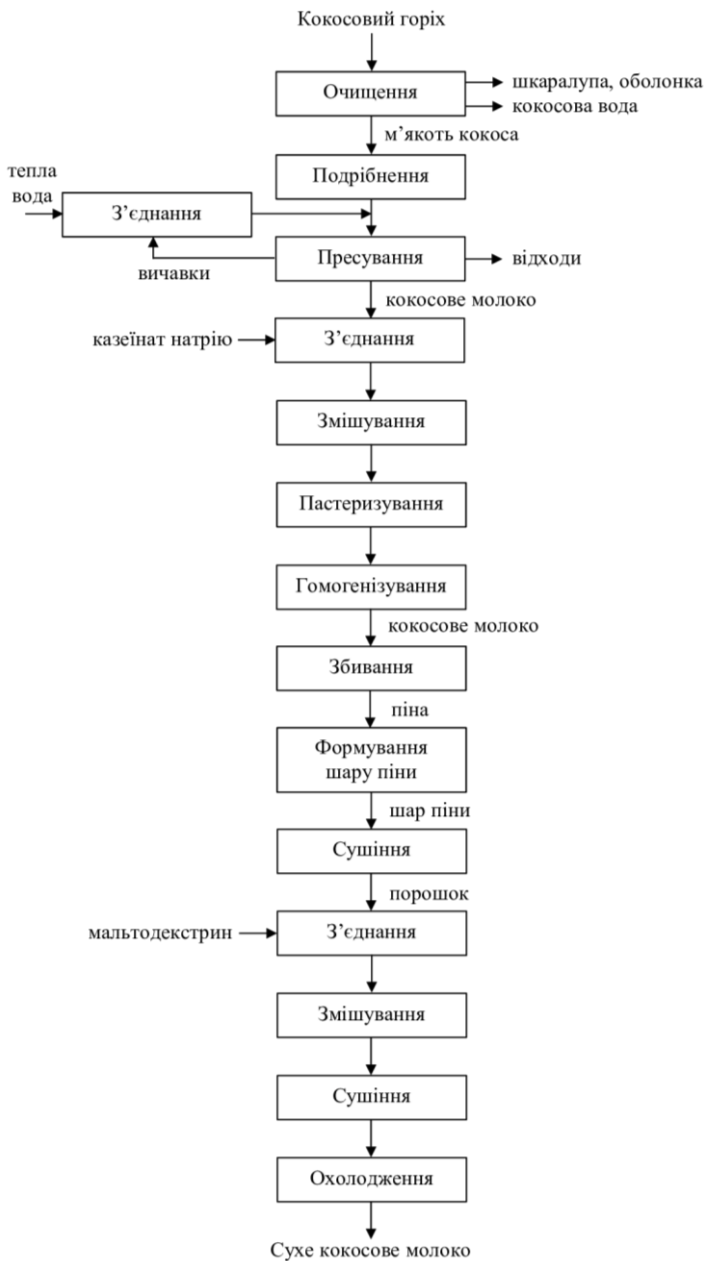 Кокосовий горіх
Очищення
шкаралупа, оболонка
кокосова вода
м’якоть кокоса
Подрібнення
тепла
вода
З’єднання
Пресування
відходи
вичавки
кокосове молоко
казеїнат натрію
З’єднання
Змішування
Пастеризування
Гомогенізування
кокосове молоко
Збивання
піна
Формування
шару піни
шар піни
Сушіння
порошок
мальтодекстрин
З’єднання
Змішування
Сушіння
Охолодження
Сухе кокосове молоко